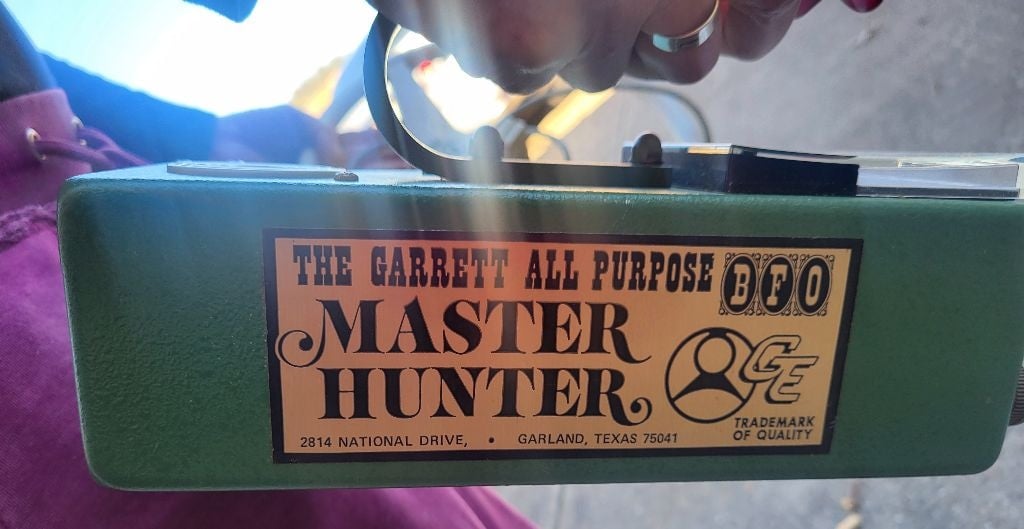 THE GARRETT ALL PURPOSE BFO
MASTER
HUNTER
GE
TRADEMARK
OF QUALITY
2814 NATIONAL DRIVE, • GARLAND, TEXAS 75041